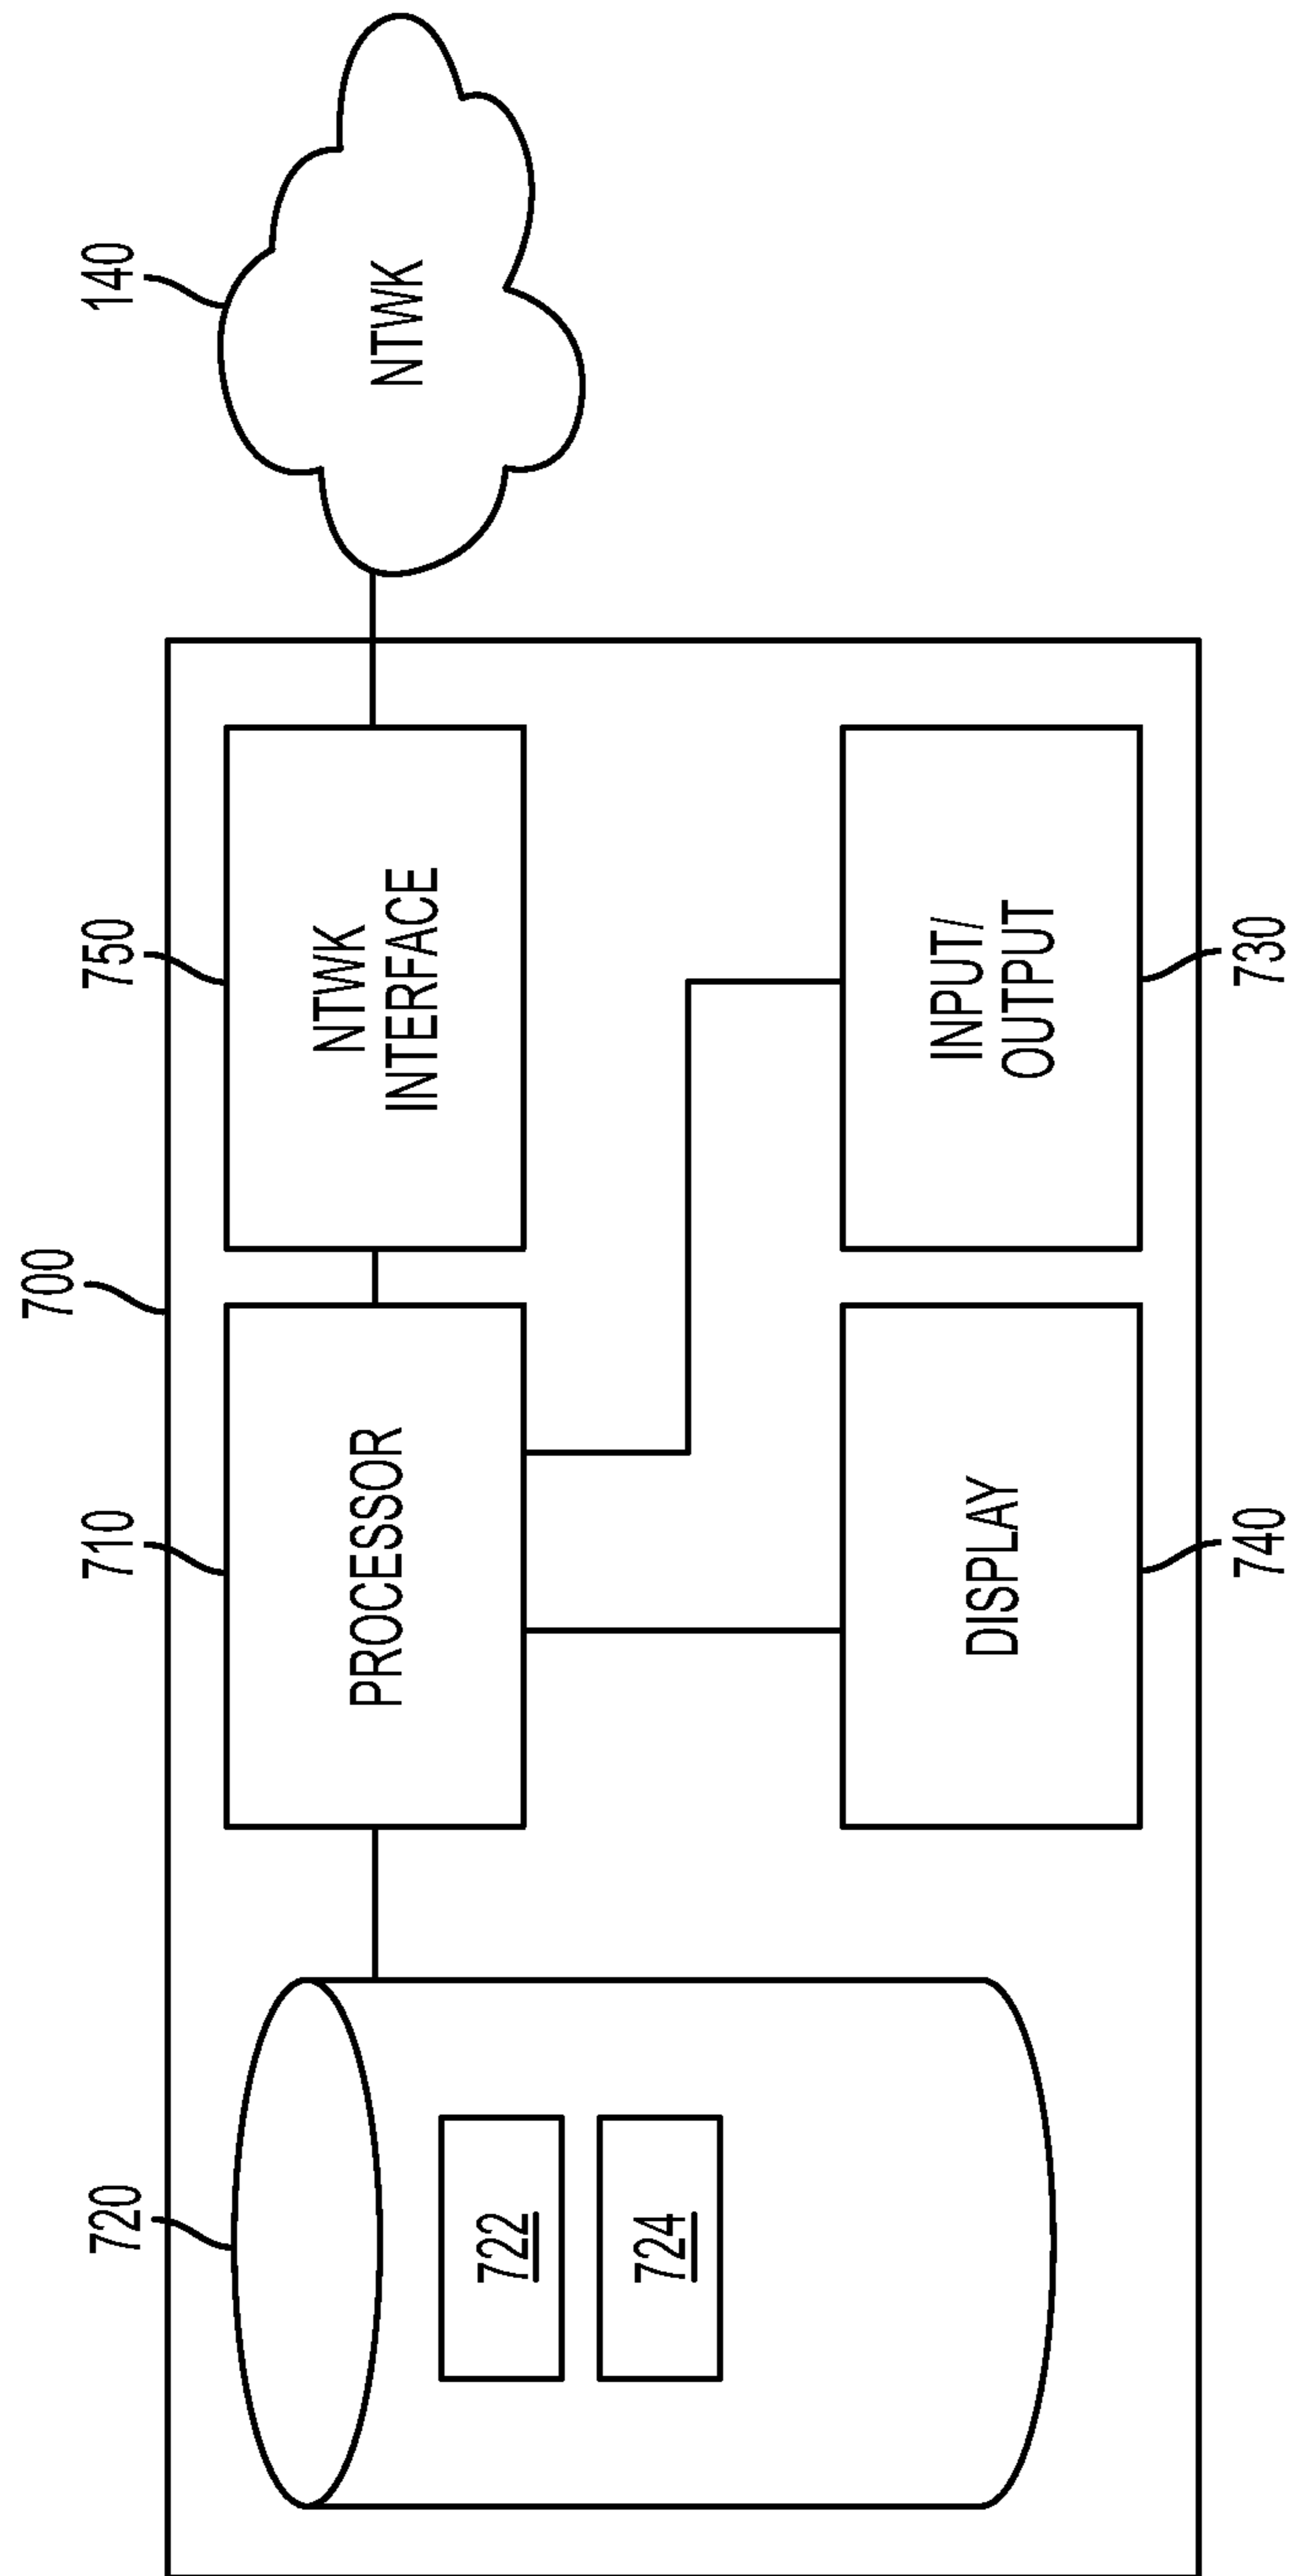 700
720
710
750
140
722
724
PROCESSOR
NTWK
INTERFACE
NTWK
DISPLAY
INPUT/
OUTPUT
740
730